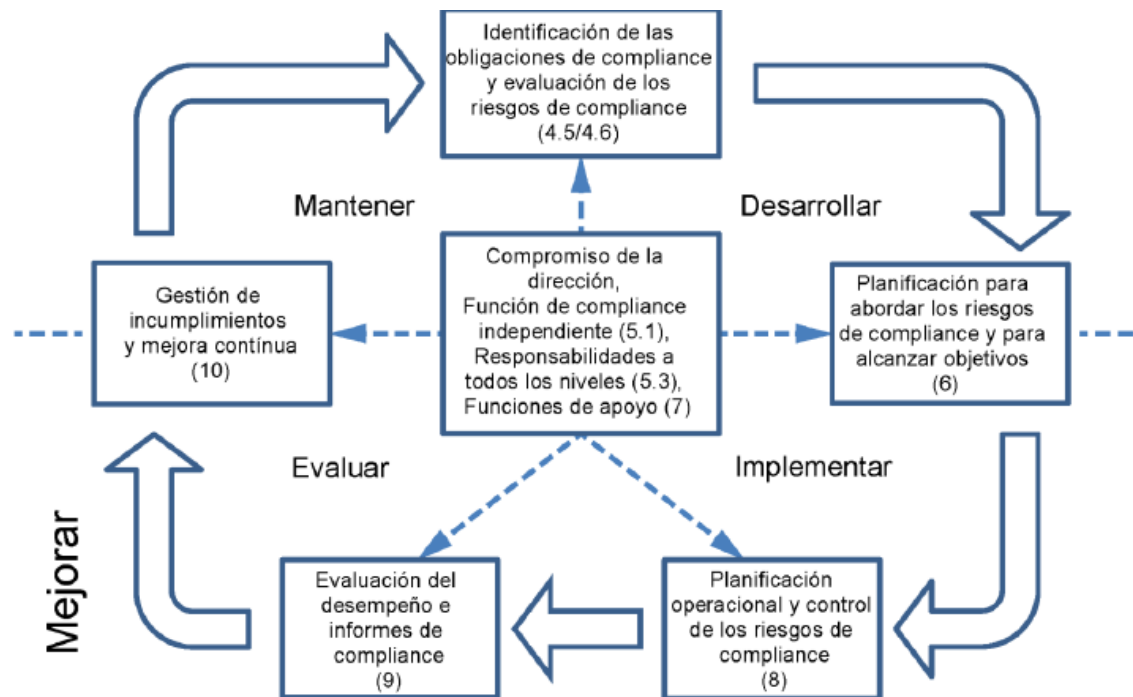 Identificación de las
obligaciones de compliance
y evaluación de los
riesgos de compliance
(4.5/4.6)
Mantener
Desarrollar
Gestión de
incumplimientos
y mejora contínua
(10)
Compromiso de la
dirección,
Función de compliance
independiente (5.1),
Responsabilidades a
todos los niveles (5.3),
Funciones de apoyo (7)
Planificación para
abordar los riesgos
de compliance y para
alcanzar objetivos
(6)
Evaluar
Implementar
Mejorar
Evaluación del
desempeño e
informes de
compliance
(9)
Planificación
operacional y control
de los riesgos de
compliance
(8)